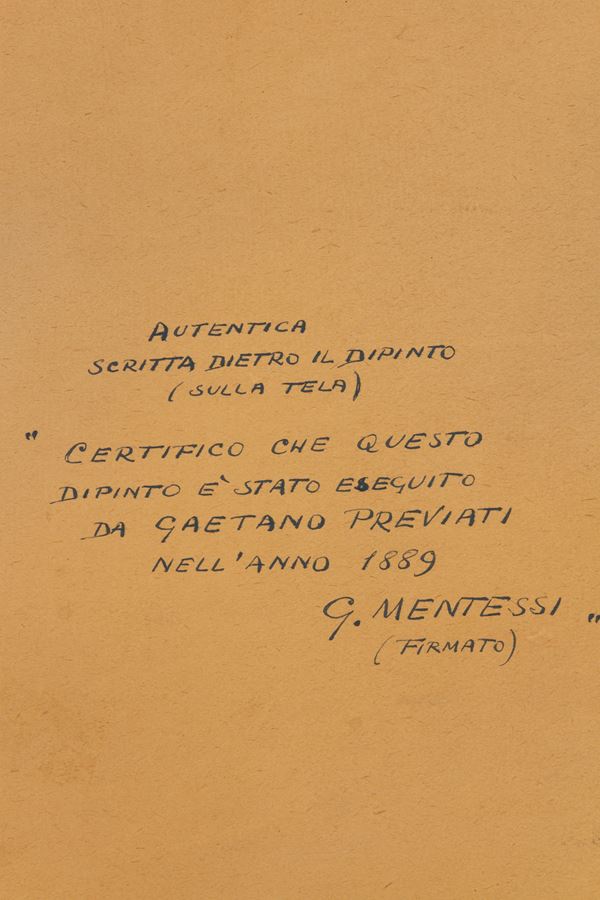 AUTENTICA
SCRITTA DIETRO IL DIPINTO
(SULLA TELA)
" CERTIFICO CHE QUESTO
DIPINTO E` STATO ESEGUITO
DA GAETANO PREVIATI
NELL'ANNO 1889
G. MENTESSI "
(FIRMATO)